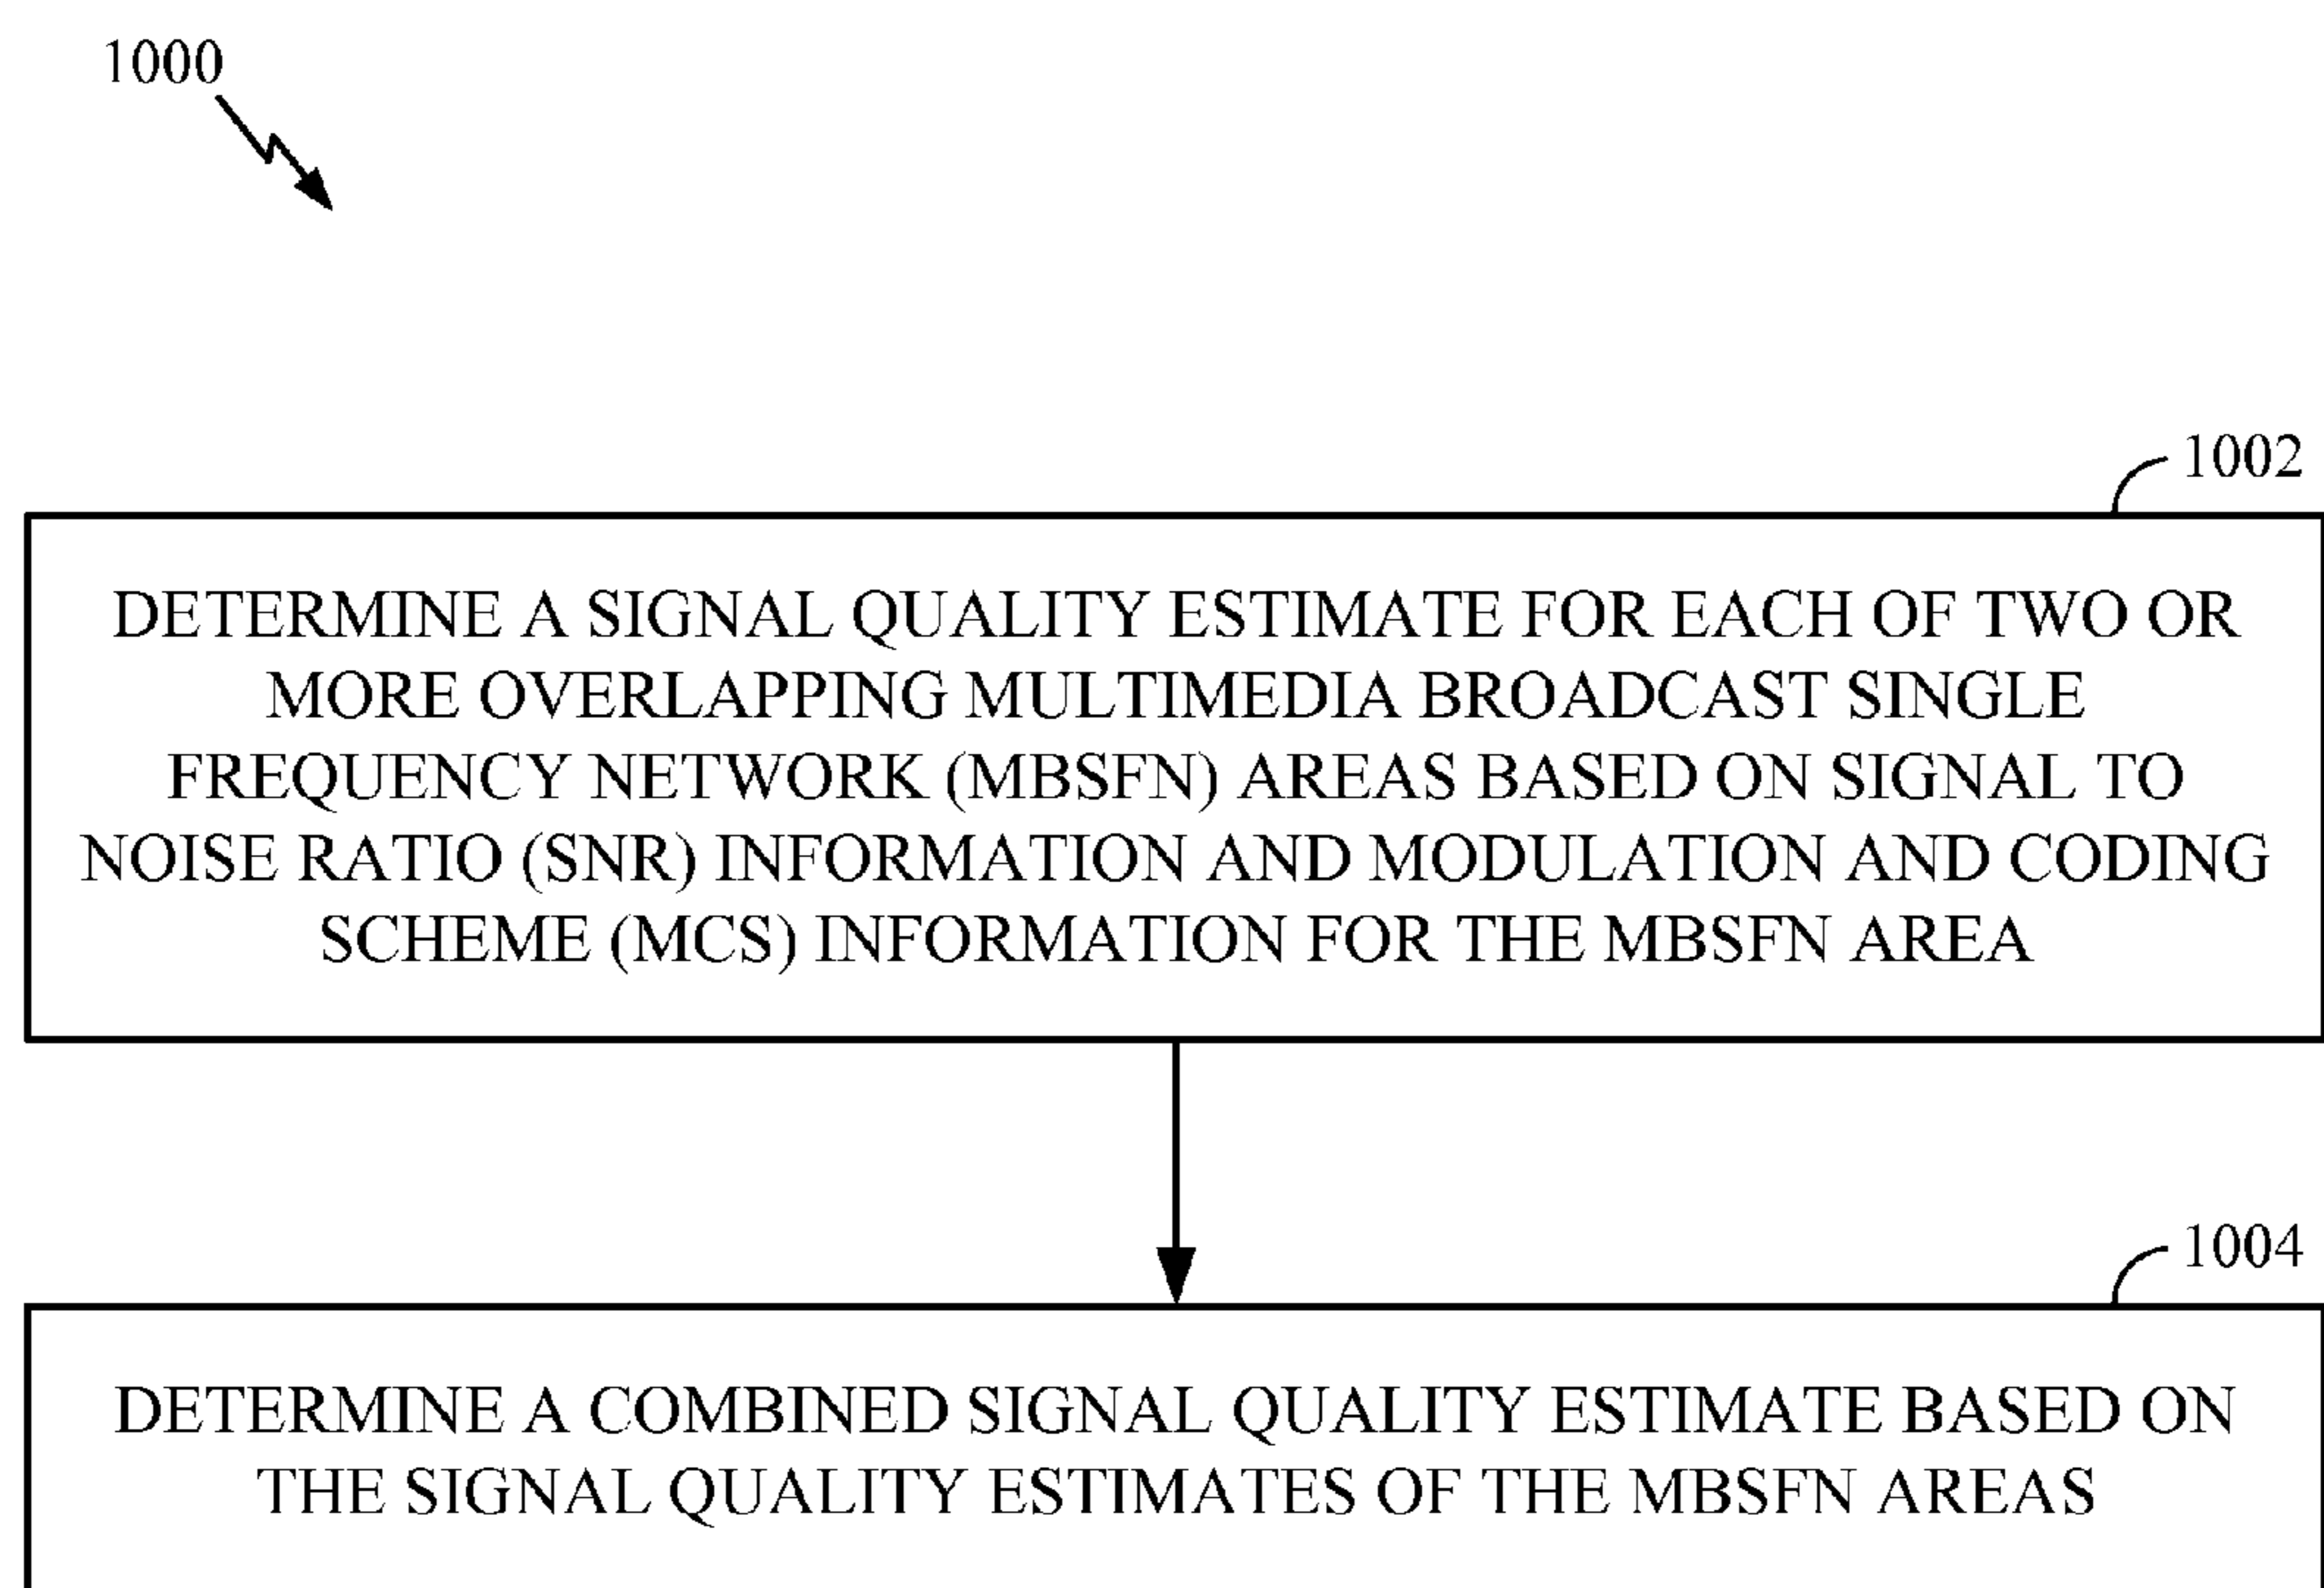 1000
1002
DETERMINE A SIGNAL QUALITY ESTIMATE FOR EACH OF TWO OR
MORE OVERLAPPING MULTIMEDIA BROADCAST SINGLE
FREQUENCY NETWORK (MBSFN) AREAS BASED ON SIGNAL TO
NOISE RATIO (SNR) INFORMATION AND MODULATION AND CODING
SCHEME (MCS) INFORMATION FOR THE MBSFN AREA
1004
DETERMINE A COMBINED SIGNAL QUALITY ESTIMATE BASED ON
THE SIGNAL QUALITY ESTIMATES OF THE MBSFN AREAS